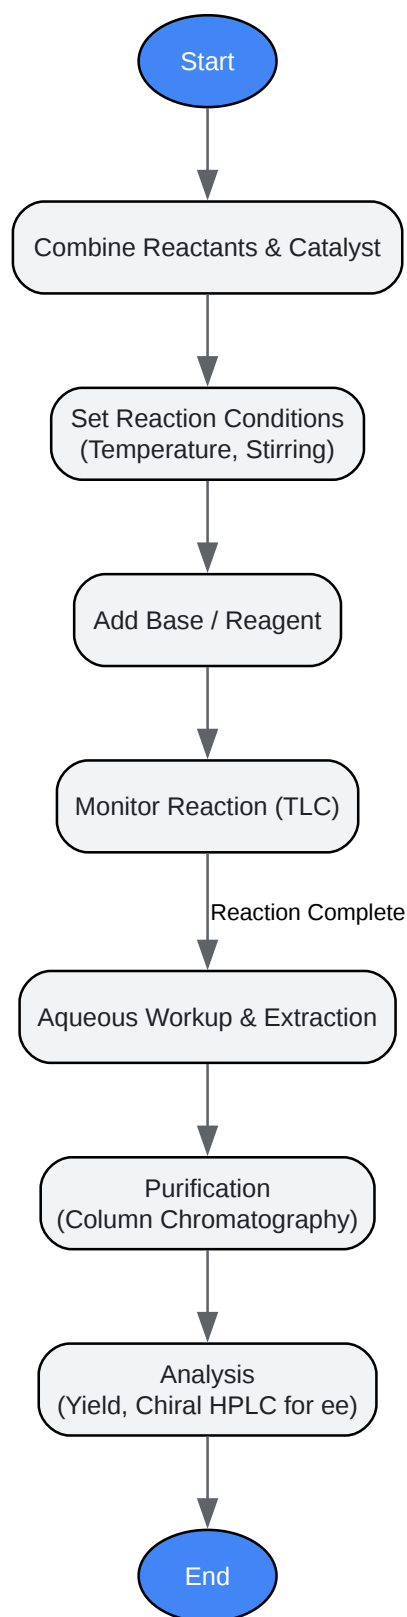 Start
Combine Reactants & Catalyst
Set Reaction Conditions
(Temperature, Stirring)
Add Base / Reagent
Monitor Reaction (TLC)
Reaction Complete
Aqueous Workup & Extraction
Purification
(Column Chromatography)
Analysis
(Yield, Chiral HPLC for ee)
End